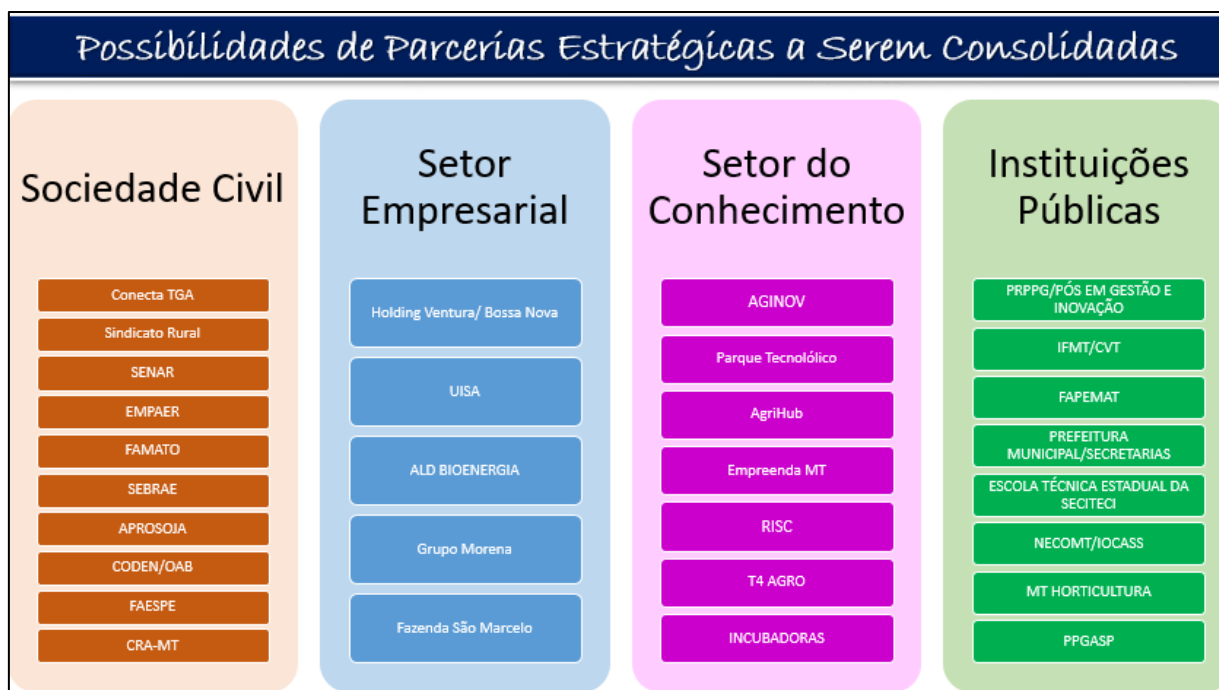 Possibilidades de Parcerias Estratégicas a Serem Consolidadas
Sociedade Civil
Conecta TGA
Sindicato Rural
SENAR
EMPAER
FAMATO
SEBRAE
APROSOJA
CODEN/OAB
FAESPE
CRA-MT
Setor
Empresarial
Holding Ventura/ Bossa Nova
UISA
ALD BIOENERGIA
Grupo Morena
Fazenda São Marcelo
Setor do
Conhecimento
AGINOV
Parque Tecnolólico
AgriHub
Empreenda MT
RISC
T4 AGRO
INCUBADORAS
Instituições
Públicas
PRPPG/PÓS EM GESTÃO E
INOVAÇÃO
IFMT/CVT
FAPEMAT
PREFEITURA
MUNICIPAL/SECRETARIAS
ESCOLA TÉCNICA ESTADUAL DA
SECITECI
NECOMT/IOCASS
MT HORTICULTURA
PPGASP